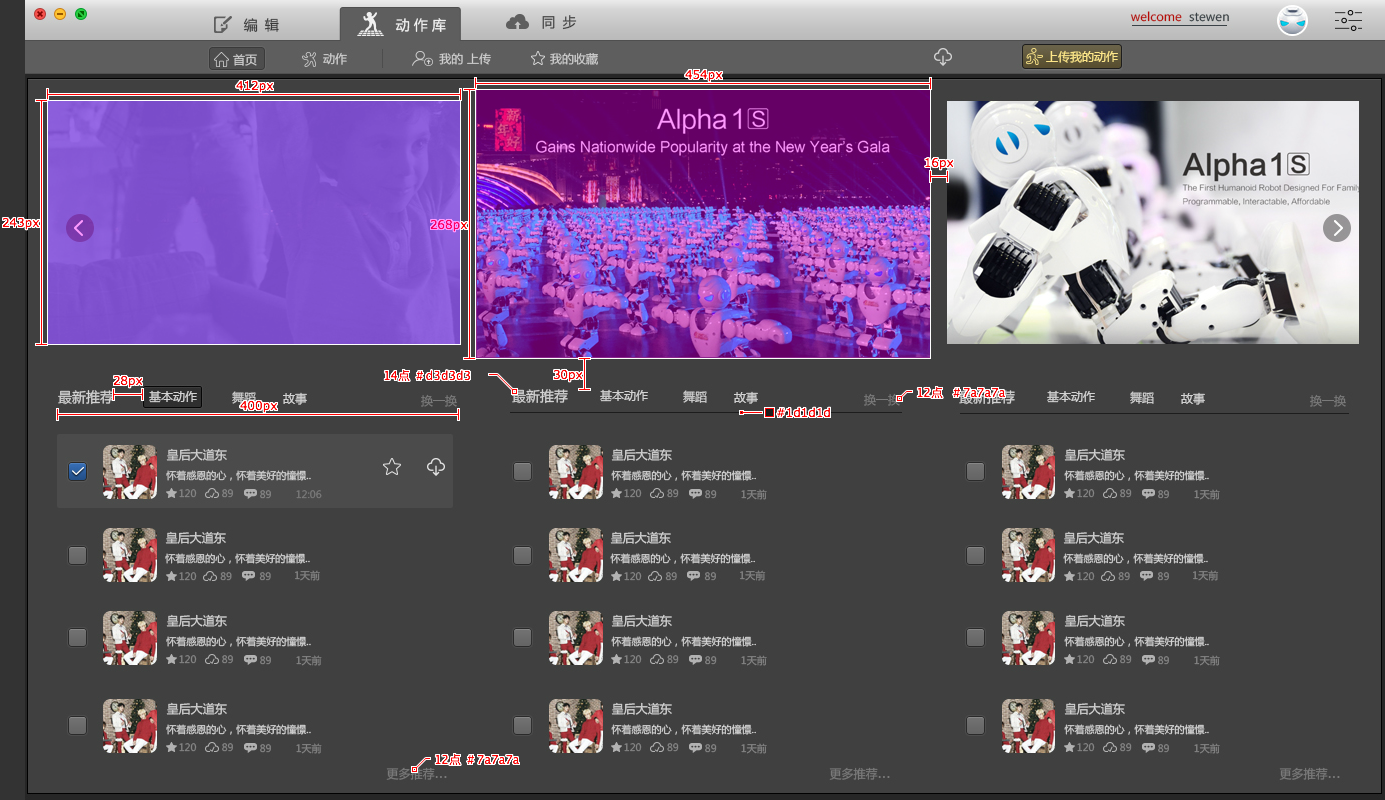 编 辑
动作库
同 步
welcome stewen
首页
动作
我的 上传
我的收藏
上传我的动作
412px
454px
243px
268px
16px
新年好
Alpha 1 S
Gains Nationwide Popularity at the New Year's Gala
Alpha 1 S
The First Humanoid Robot Designed For Family
Programmable, Interactable, Affordable
30px
14点 #d3d3d3
28px
400px
最新推荐 基本动作 舞蹈 故事 换一换
最新推荐 基本动作 舞蹈 故事 换一换
12点 #7a7a7a
#1d1d1d
最新推荐 基本动作 舞蹈 故事 换一换
皇后大道东
怀着感恩的心，怀着美好的憧憬..
120 89 89 12:06
皇后大道东
怀着感恩的心，怀着美好的憧憬..
120 89 89 1天前
皇后大道东
怀着感恩的心，怀着美好的憧憬..
120 89 89 1天前
皇后大道东
怀着感恩的心，怀着美好的憧憬..
120 89 89 1天前
更多推荐...
12点 #7a7a7a
皇后大道东
怀着感恩的心，怀着美好的憧憬..
120 89 89 1天前
皇后大道东
怀着感恩的心，怀着美好的憧憬..
120 89 89 1天前
皇后大道东
怀着感恩的心，怀着美好的憧憬..
120 89 89 1天前
皇后大道东
怀着感恩的心，怀着美好的憧憬..
120 89 89 1天前
更多推荐...
皇后大道东
怀着感恩的心，怀着美好的憧憬..
120 89 89 1天前
皇后大道东
怀着感恩的心，怀着美好的憧憬..
120 89 89 1天前
皇后大道东
怀着感恩的心，怀着美好的憧憬..
120 89 89 1天前
皇后大道东
怀着感恩的心，怀着美好的憧憬..
120 89 89 1天前
更多推荐...